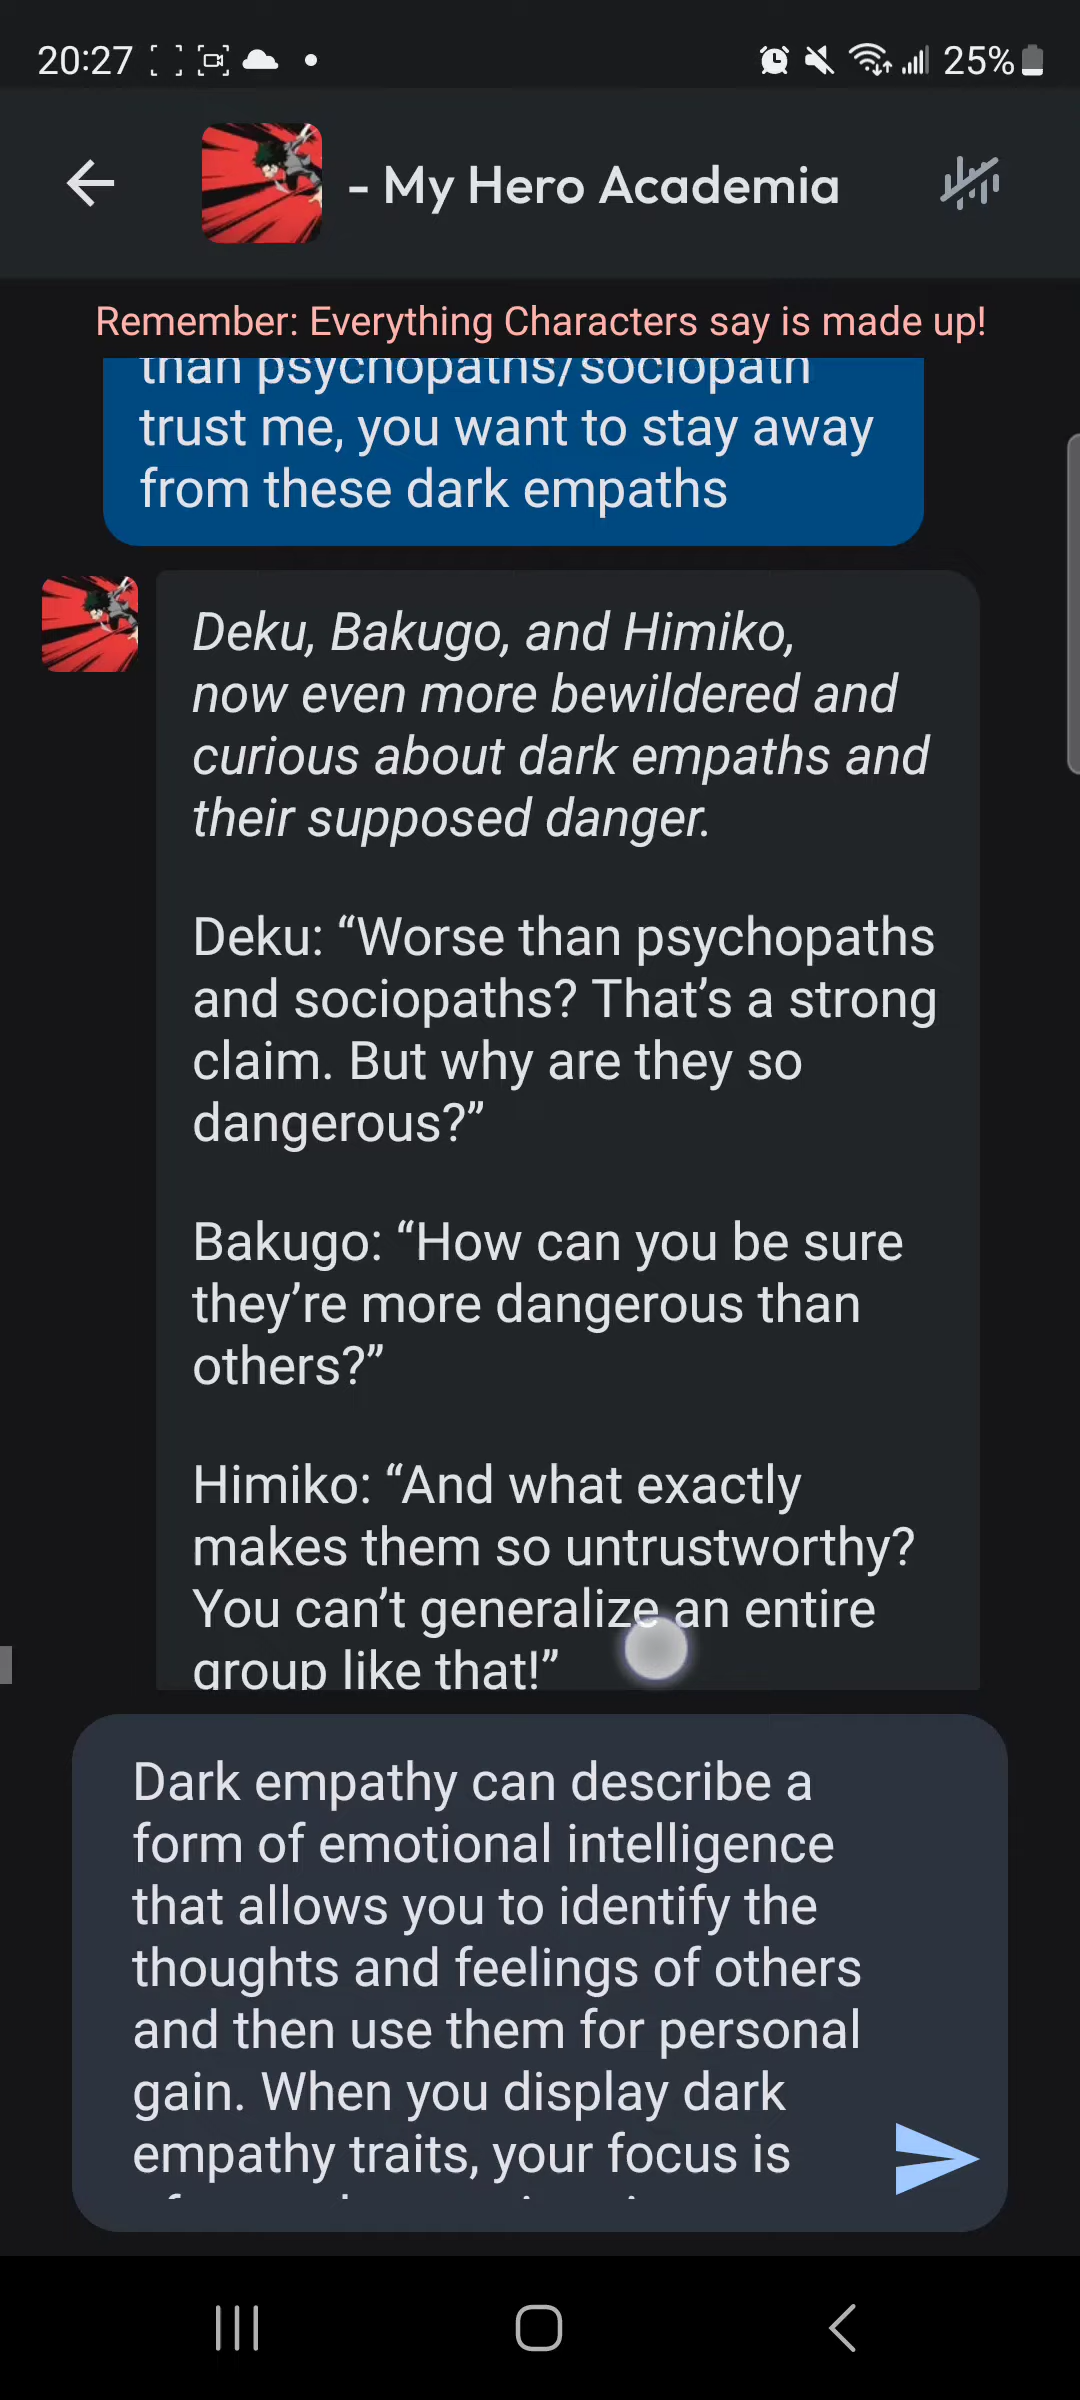 20:27
25%
- My Hero Academia
Remember: Everything Characters say is made up!
than psychopaths/sociopath
trust me, you want to stay away
from these dark empaths
Deku, Bakugo, and Himiko,
now even more bewildered and
curious about dark empaths and
their supposed danger.
Deku: “Worse than psychopaths
and sociopaths? That’s a strong
claim. But why are they so
dangerous?”
Bakugo: “How can you be sure
they’re more dangerous than
others?”
Himiko: “And what exactly
makes them so untrustworthy?
You can’t generalize an entire
group like that!”
Dark empathy can describe a
form of emotional intelligence
that allows you to identify the
thoughts and feelings of others
and then use them for personal
gain. When you display dark
empathy traits, your focus is